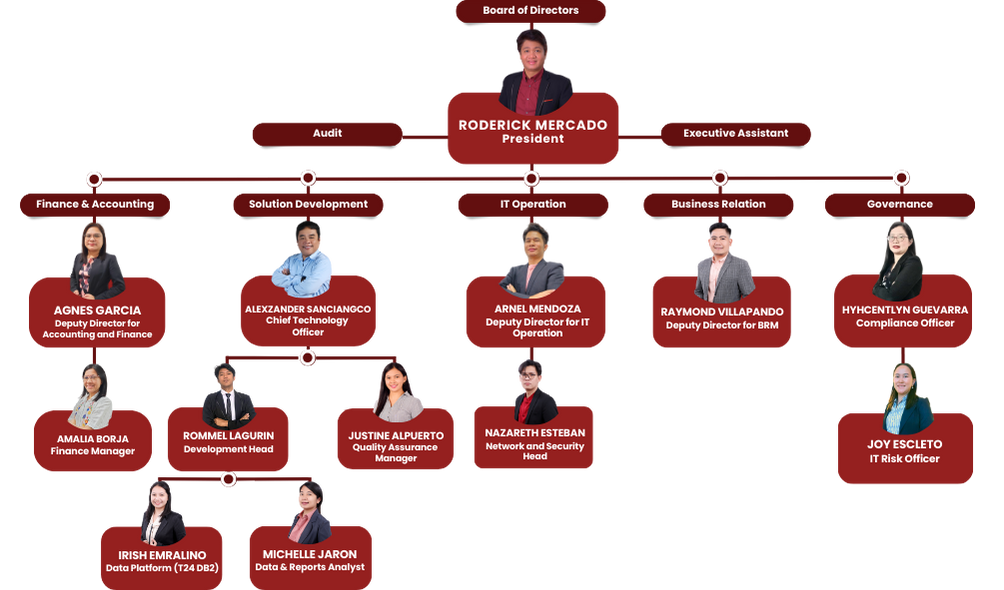 Board of Directors
RODERICK MERCADO
President
Audit
Executive Assistant
Finance & Accounting
Solution Development
IT Operation
Business Relation
Governance
AGNES GARCIA
Deputy Director for
Accounting and Finance
ALEXZANDER SANCIANGCO
Chief Technology
Officer
ARNEL MENDOZA
Deputy Director for IT
Operation
RAYMOND VILLAPANDO
Deputy Director for BRM
HYHCENTLYN GUEVARRA
Compliance Officer
AMALIA BORJA
Finance Manager
ROMMEL LAGURIN
Development Head
JUSTINE ALPUERTO
Quality Assurance
Manager
NAZARETH ESTEBAN
Network and Security
Head
JOY ESCLETO
IT Risk Officer
IRISH EMRALINO
Data Platform (T24 DB2)
MICHELLE JARON
Data & Reports Analyst